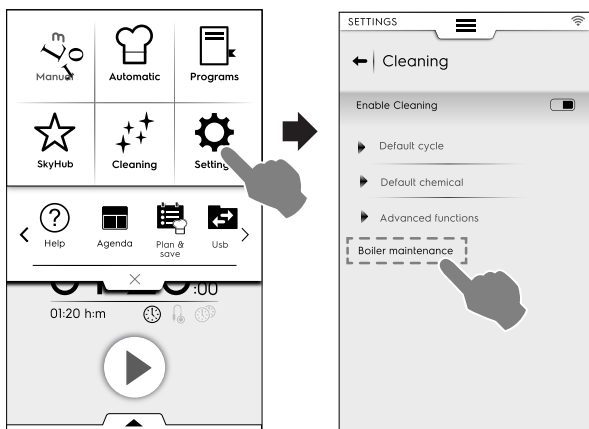 Manual
Automatic
Programs
SkyHub
Cleaning
Setting
Help
Agenda
Plan &
save
Usb
:00
01:20 h:m
SETTINGS
Cleaning
Enable Cleaning
Default cycle
Default chemical
Advanced functions
Boiler maintenance